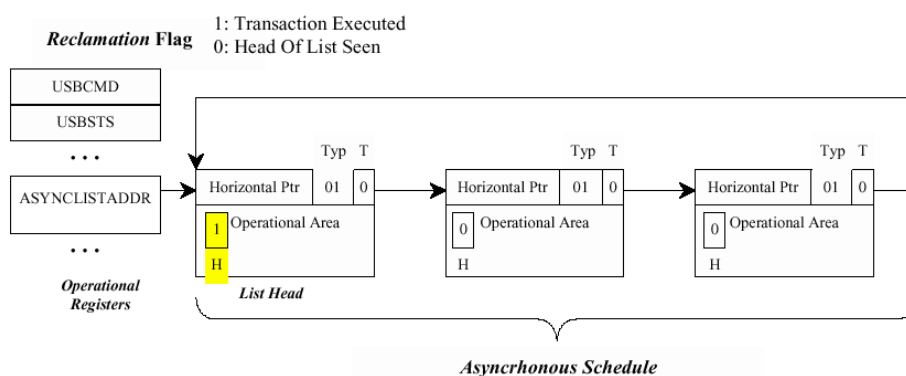 1: Transaction Executed
Reclamation Flag
0: Head Of List Seen
USBCMD
USBSTS
• • •
Typ T Typ T Typ T
ASYNCLISTADDR
Horizontal Ptr 01 0 Horizontal Ptr 01 0 Horizontal Ptr 01 0
1 Operational Area 0 Operational Area 0 Operational Area
• • •
H H H
Operational
Registers
List Head
Asyncrhonous Schedule